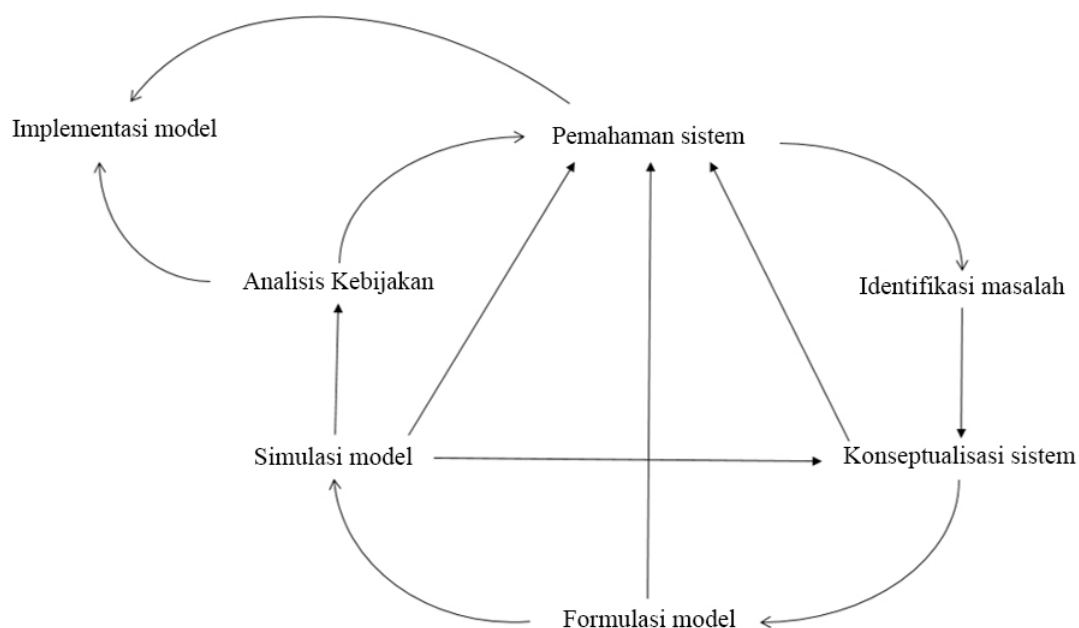 Implementasi model
Pemahaman sistem
Analisis Kebijakan
Identifikasi masalah
Simulasi model
Konseptualisasi sistem
Formulasi model